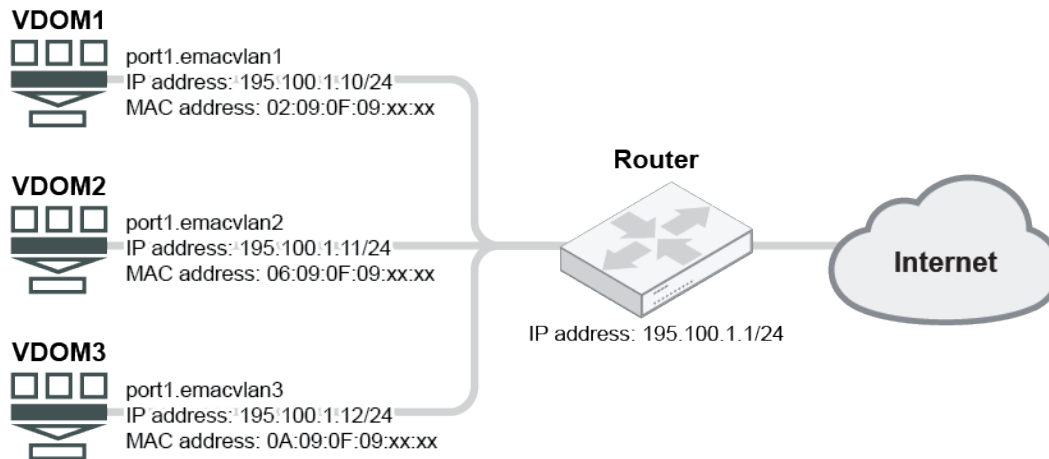 VDOM1
port1.emacvlan1
IP address: 195.100.1.10/24
MAC address: 02:09:0F:09:xx:xx
VDOM2
port1.emacvlan2
IP address: 195.100.1.11/24
MAC address: 06:09:0F:09:xx:xx
VDOM3
port1.emacvlan3
IP address: 195.100.1.12/24
MAC address: 0A:09:0F:09:xx:xx
Router
IP address: 195.100.1.1/24
Internet